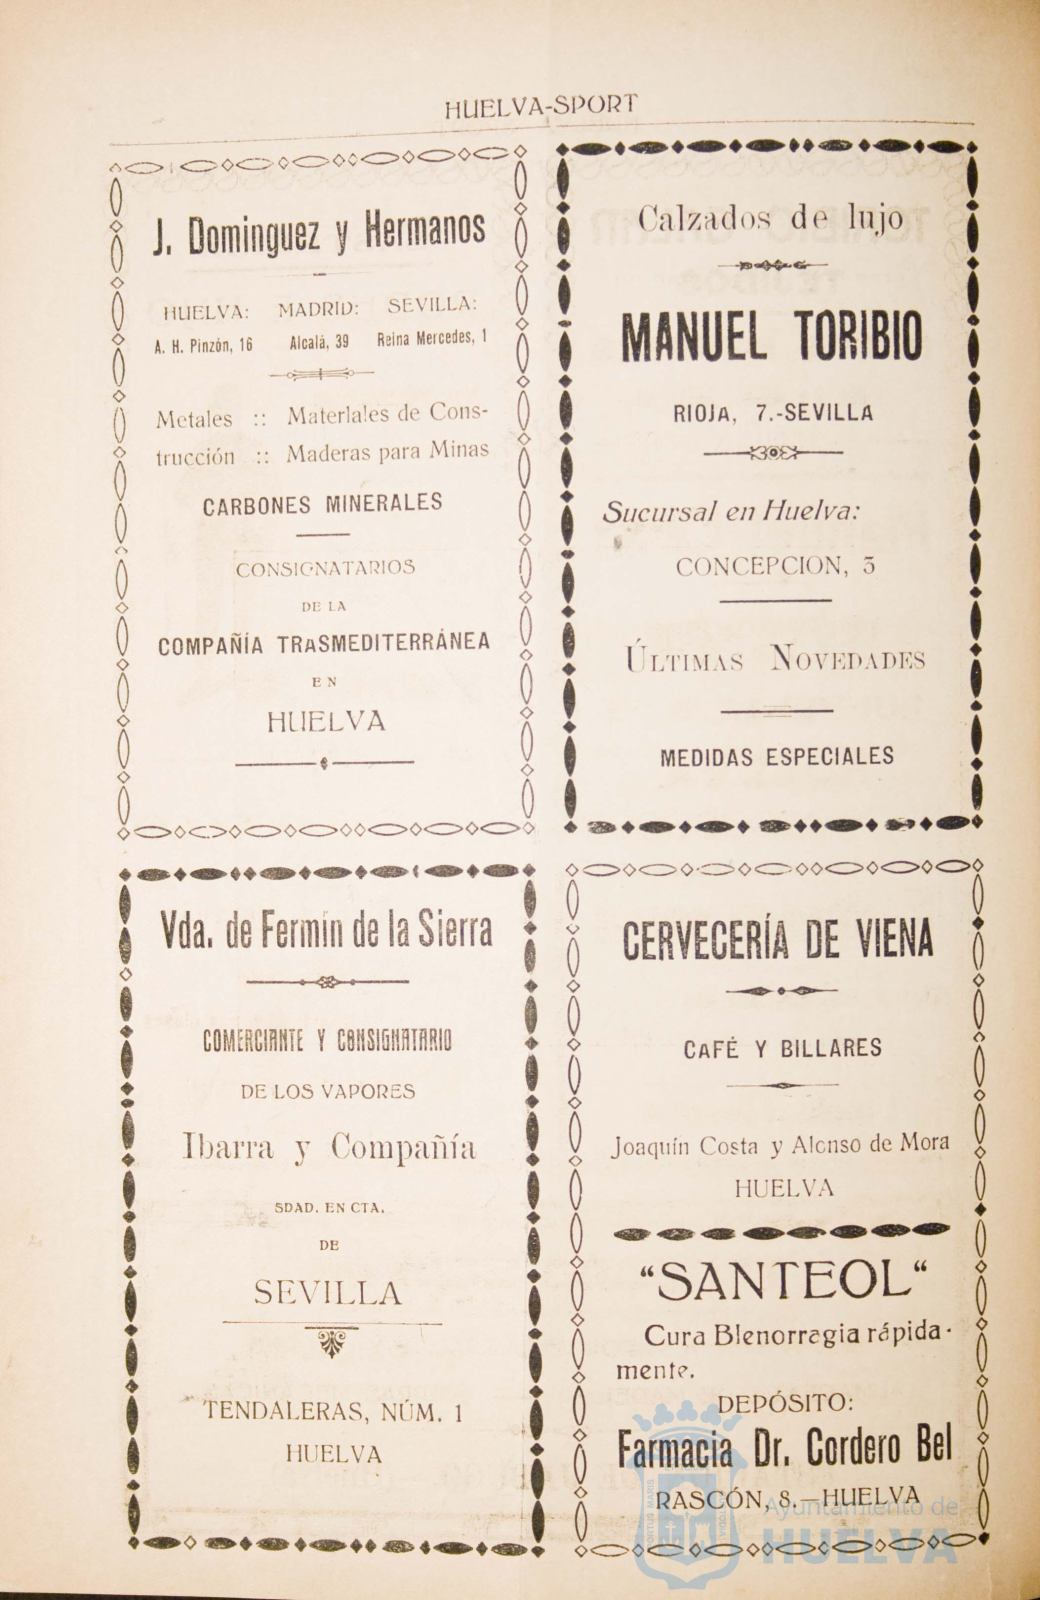 HUELVA-SPORT
J. Dominguez y Hermanos
HUELVA: MADRID: SEVILLA:
A. H. Pinzón, 16 Alcalá, 39 Reina Mercedes, 1
Metales :: Materiales de Cons-
trucción :: Maderas para Minas
CARBONES MINERALES
CONSIGNATARIOS
DE LA
COMPAÑÍA TRASMEDITERRÁNEA
EN
HUELVA
Calzados de lujo
MANUEL TORIBIO
RIOJA, 7.-SEVILLA
Sucursal en Huelva:
CONCEPCION, 3
ÚLTIMAS NOVEDADES
MEDIDAS ESPECIALES
Vda. de Fermín de la Sierra
COMERCIANTE Y CONSIGNATARIO
DE LOS VAPORES
Ibarra y Compañía
SDAD. EN CTA.
DE
SEVILLA
TENDALERAS, NÚM. 1
HUELVA
CERVECERÍA DE VIENA
CAFÉ Y BILLARES
Joaquín Costa y Alonso de Mora
HUELVA
"SANTEOL"
Cura Blenorragia rápida-
mente.
DEPÓSITO:
Farmacia Dr. Cordero Bel
RASCÓN, 8.—HUELVA
Ayuntamiento de
HUELVA
PORTUS MARIS